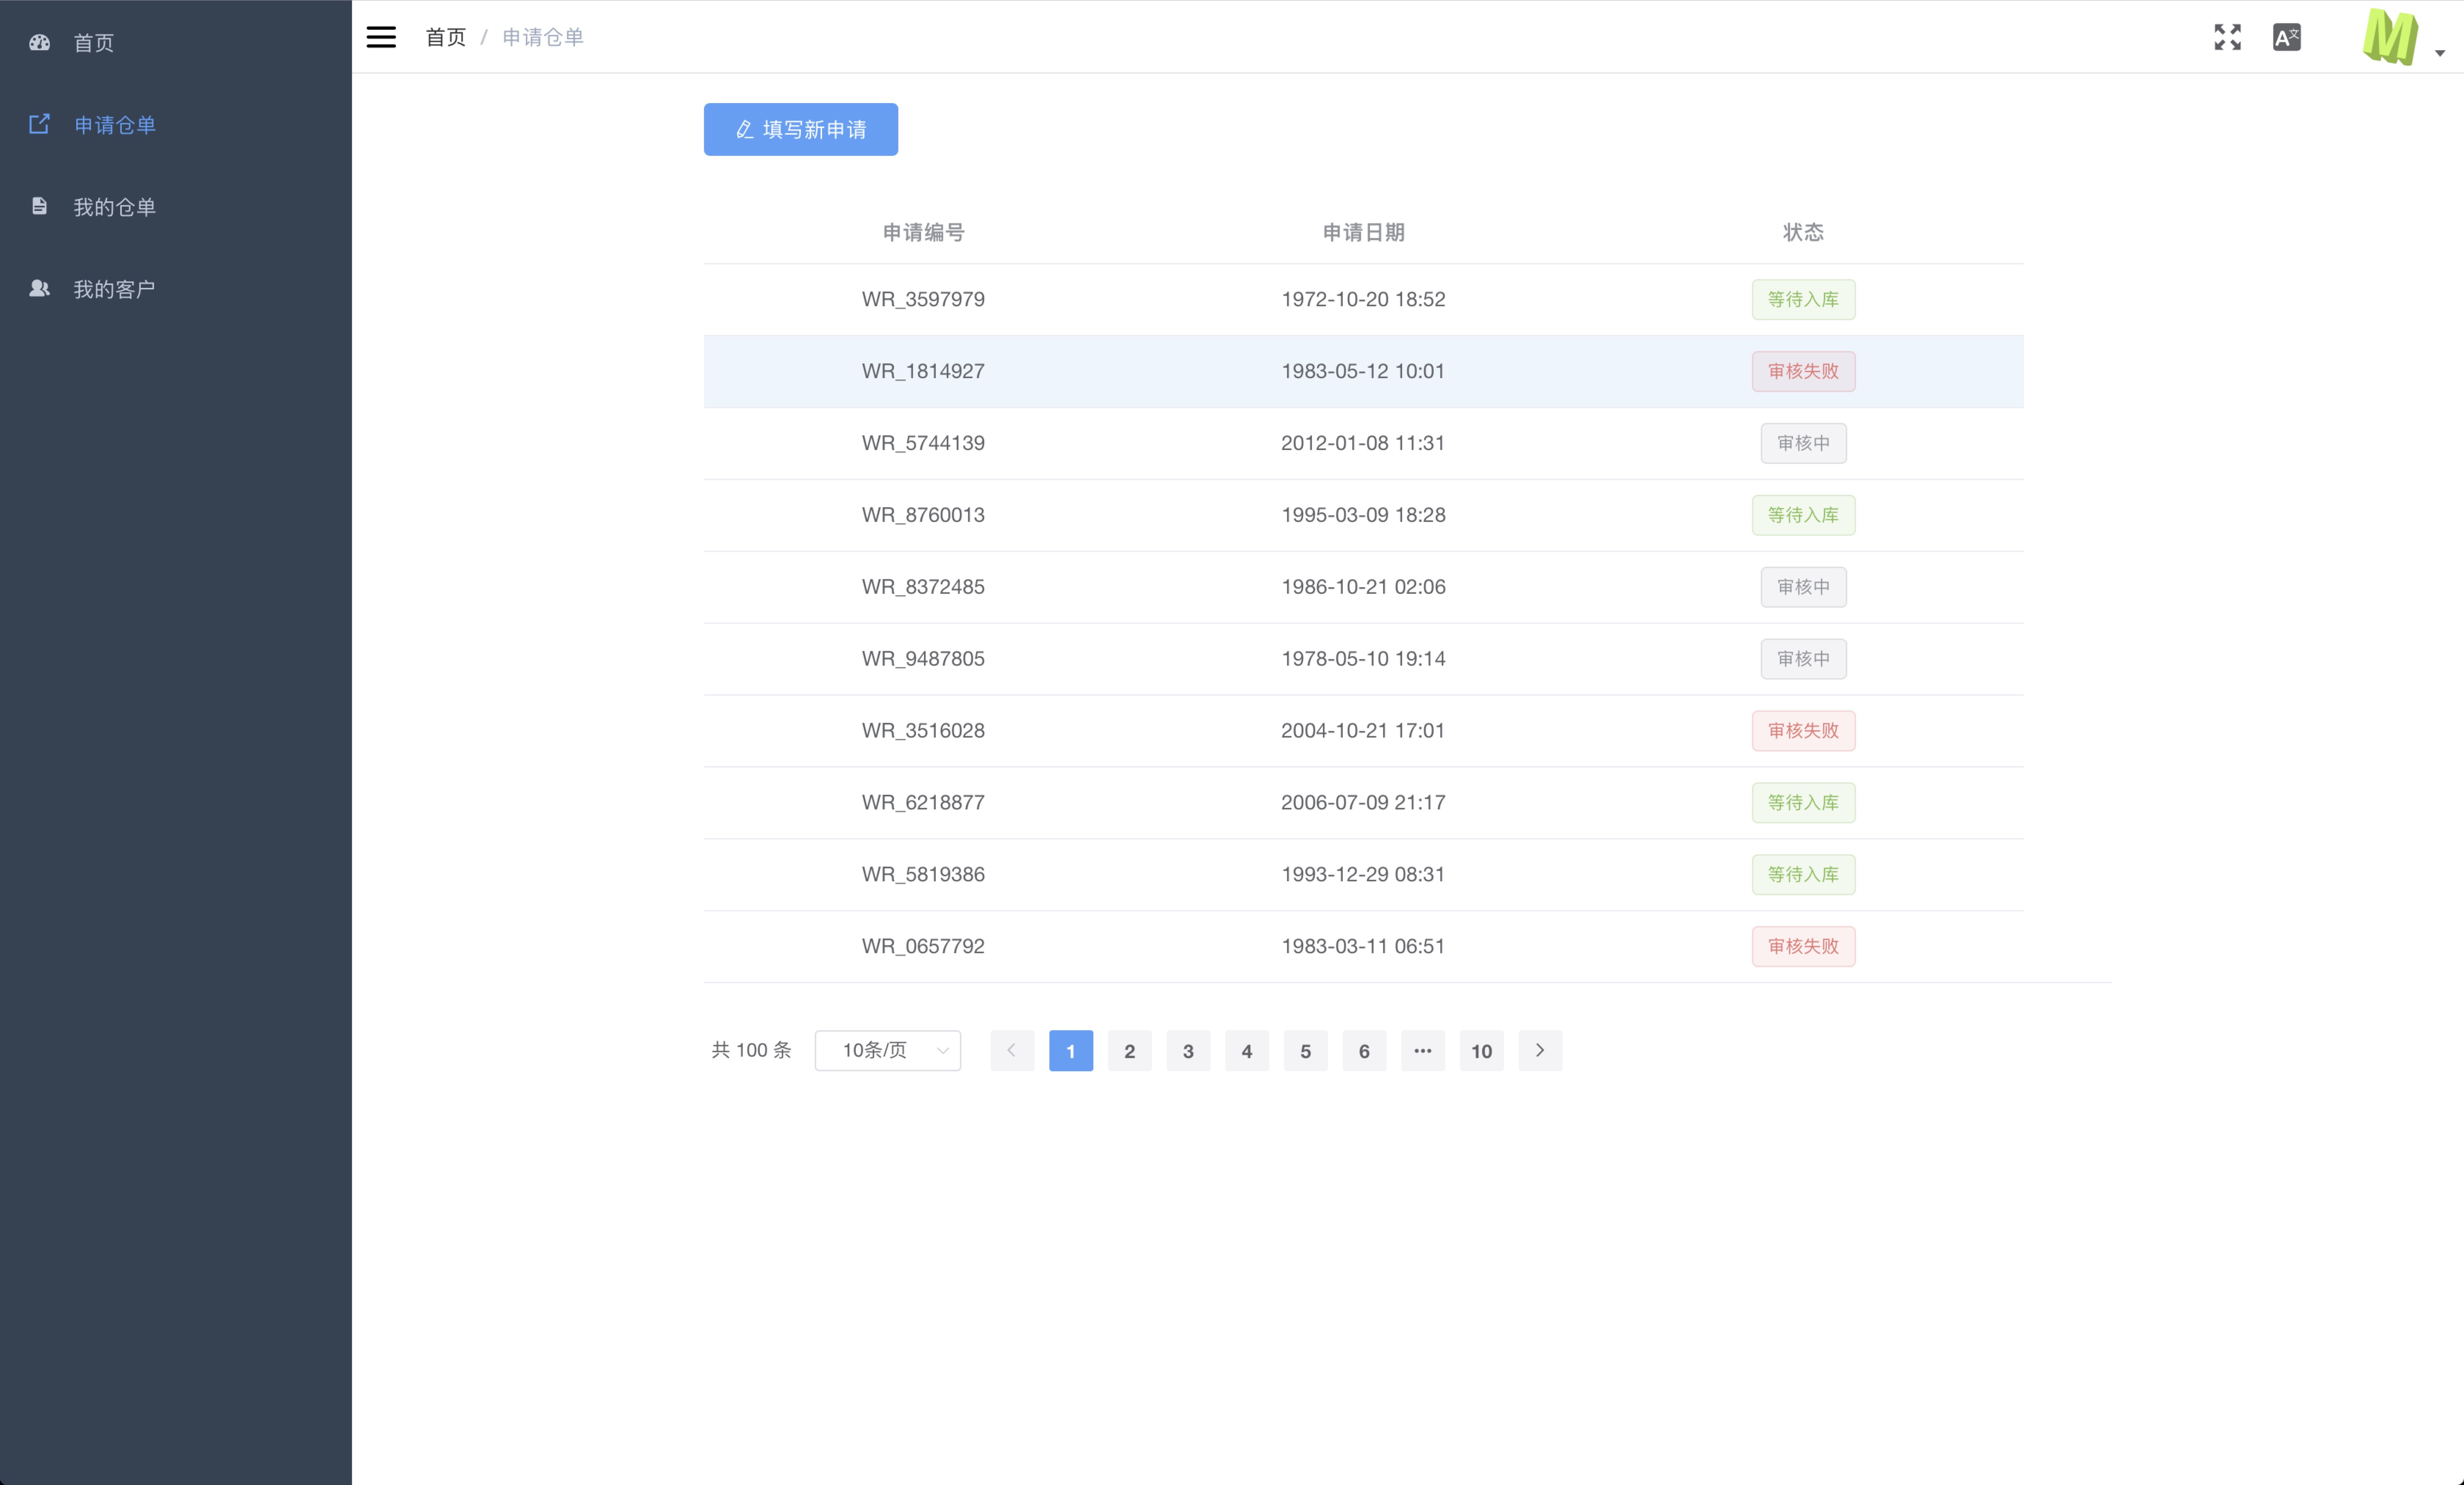 首页
申请仓单
我的仓单
我的客户
首页 / 申请仓单
A文
M
填写新申请
申请编号 申请日期 状态
WR_3597979 1972-10-20 18:52 等待入库
WR_1814927 1983-05-12 10:01 审核失败
WR_5744139 2012-01-08 11:31 审核中
WR_8760013 1995-03-09 18:28 等待入库
WR_8372485 1986-10-21 02:06 审核中
WR_9487805 1978-05-10 19:14 审核中
WR_3516028 2004-10-21 17:01 审核失败
WR_6218877 2006-07-09 21:17 等待入库
WR_5819386 1993-12-29 08:31 等待入库
WR_0657792 1983-03-11 06:51 审核失败
共 100 条 10条/页 1 2 3 4 5 6 ••• 10